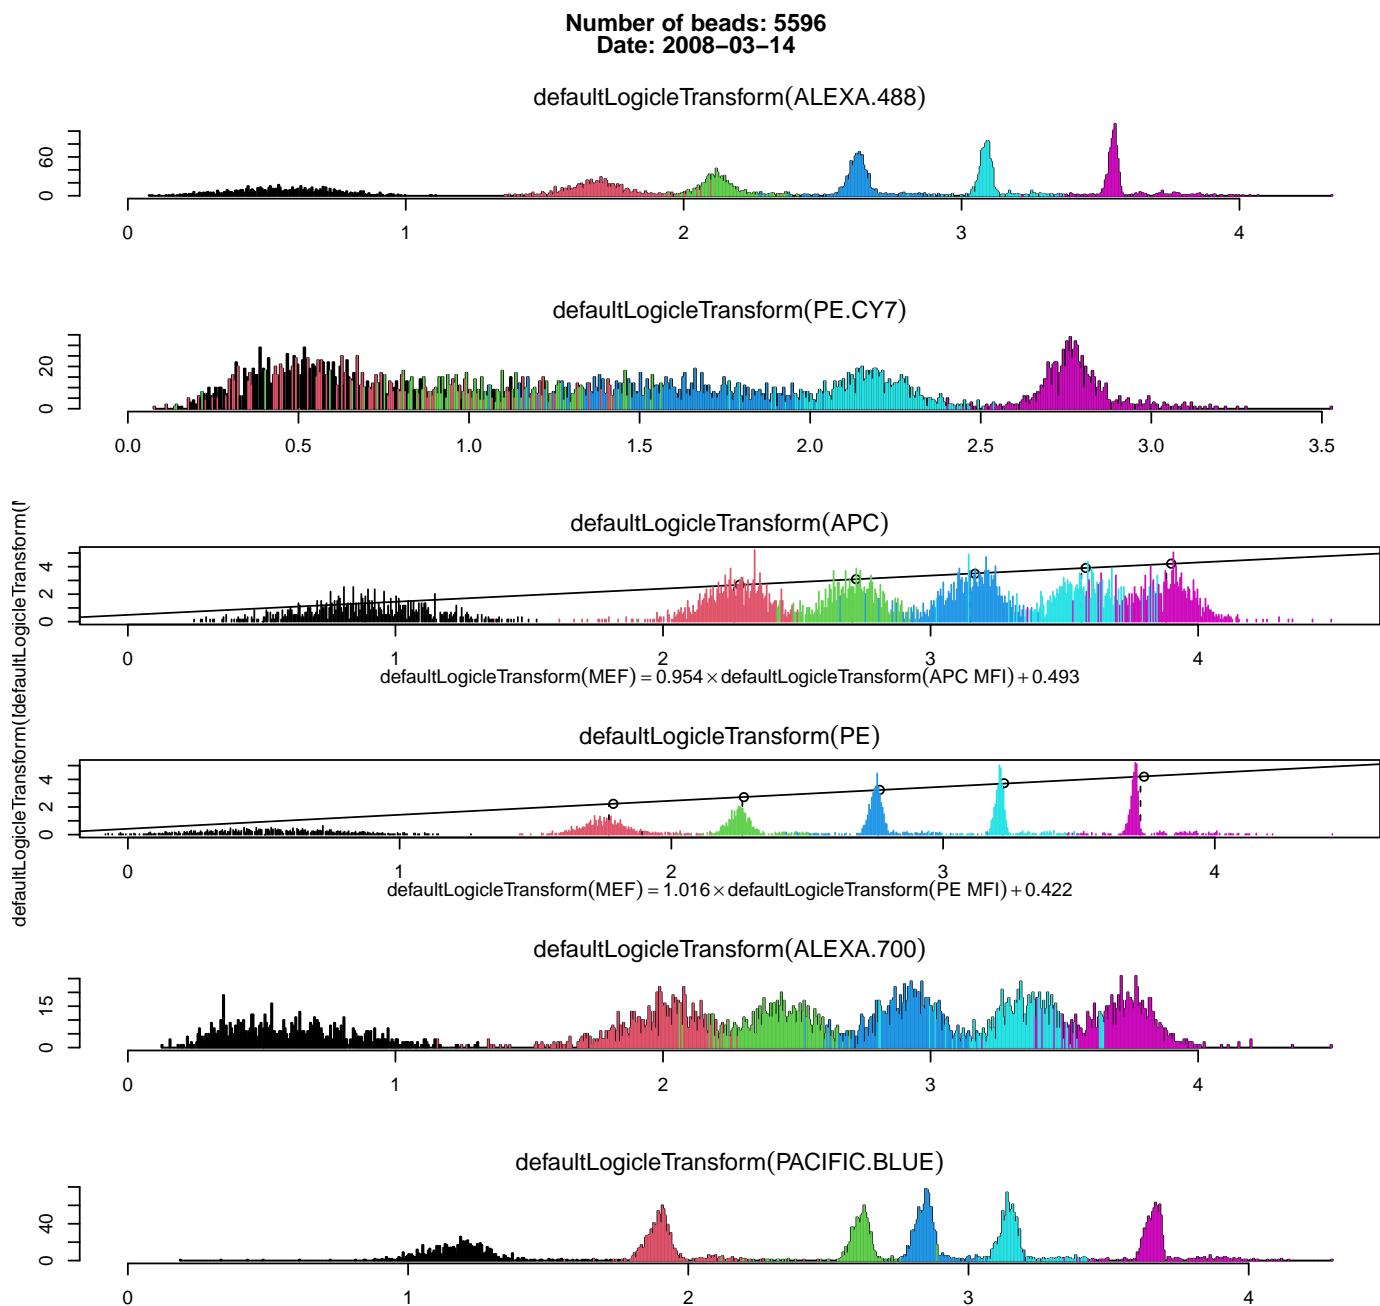 Number of beads: 5596
Date: 2008−03−14
defaultLogicleTransform(ALEXA.488)
60
0
0 1 2 3 4
defaultLogicleTransform(PE.CY7)
20
0
0.0 0.5 1.0 1.5 2.0 2.5 3.0 3.5
defaultLogicleTransform(APC)
4
2
0
0 1 2 3 4
defaultLogicleTransform(MEF) = 0.954 × defaultLogicleTransform(APC MFI) + 0.493
defaultLogicleTransform(PE)
4
2
0
0 1 2 3 4
defaultLogicleTransform(MEF) = 1.016 × defaultLogicleTransform(PE MFI) + 0.422
defaultLogicleTransform(
defaultLogicleTransform(
defaultLogicleTransform(ALEXA.700)
15
0
0 1 2 3 4
defaultLogicleTransform(PACIFIC.BLUE)
40
0
0 1 2 3 4